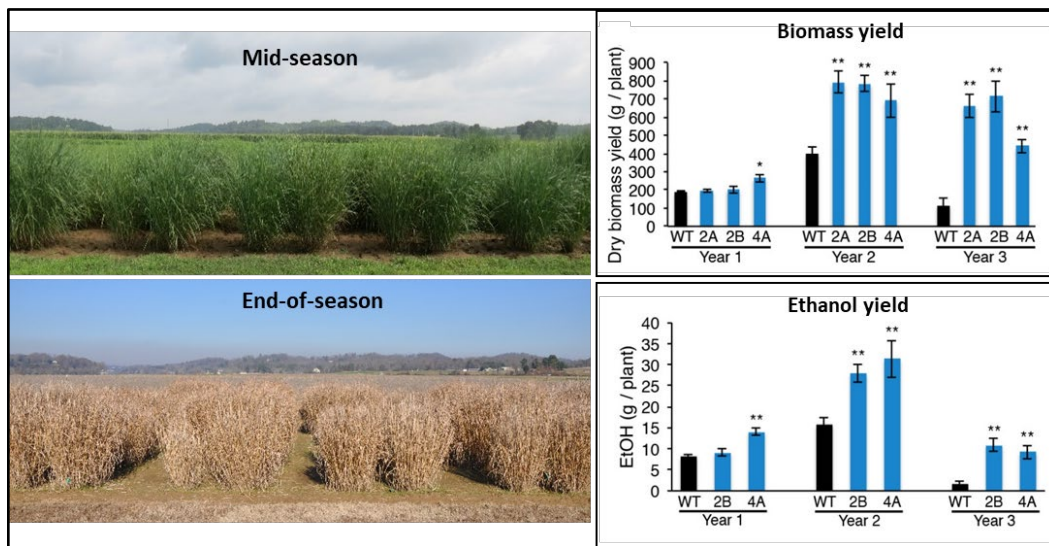 Mid-season
End-of-season
Biomass yield
Dry biomass yield (g / plant)
900
800
700
600
500
400
300
200
100
0
*
** ** **
** ** **
WT 2A 2B 4A WT 2A 2B 4A WT 2A 2B 4A
Year 1 Year 2 Year 3
Ethanol yield
EtOH (g / plant)
40
35
30
25
20
15
10
5
0
**
** **
** **
WT 2B 4A WT 2B 4A WT 2B 4A
Year 1 Year 2 Year 3